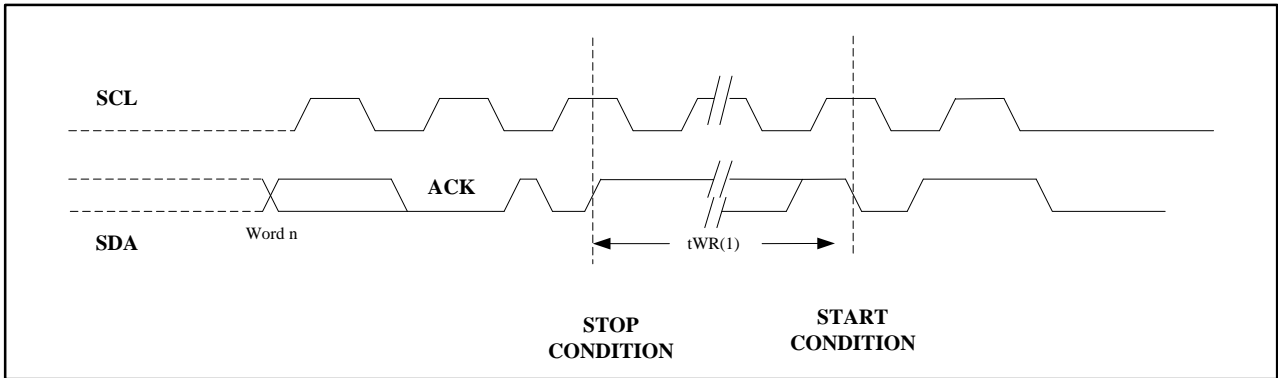 SCL
ACK
Word n
SDA
tWR(1)
STOP
CONDITION
START
CONDITION